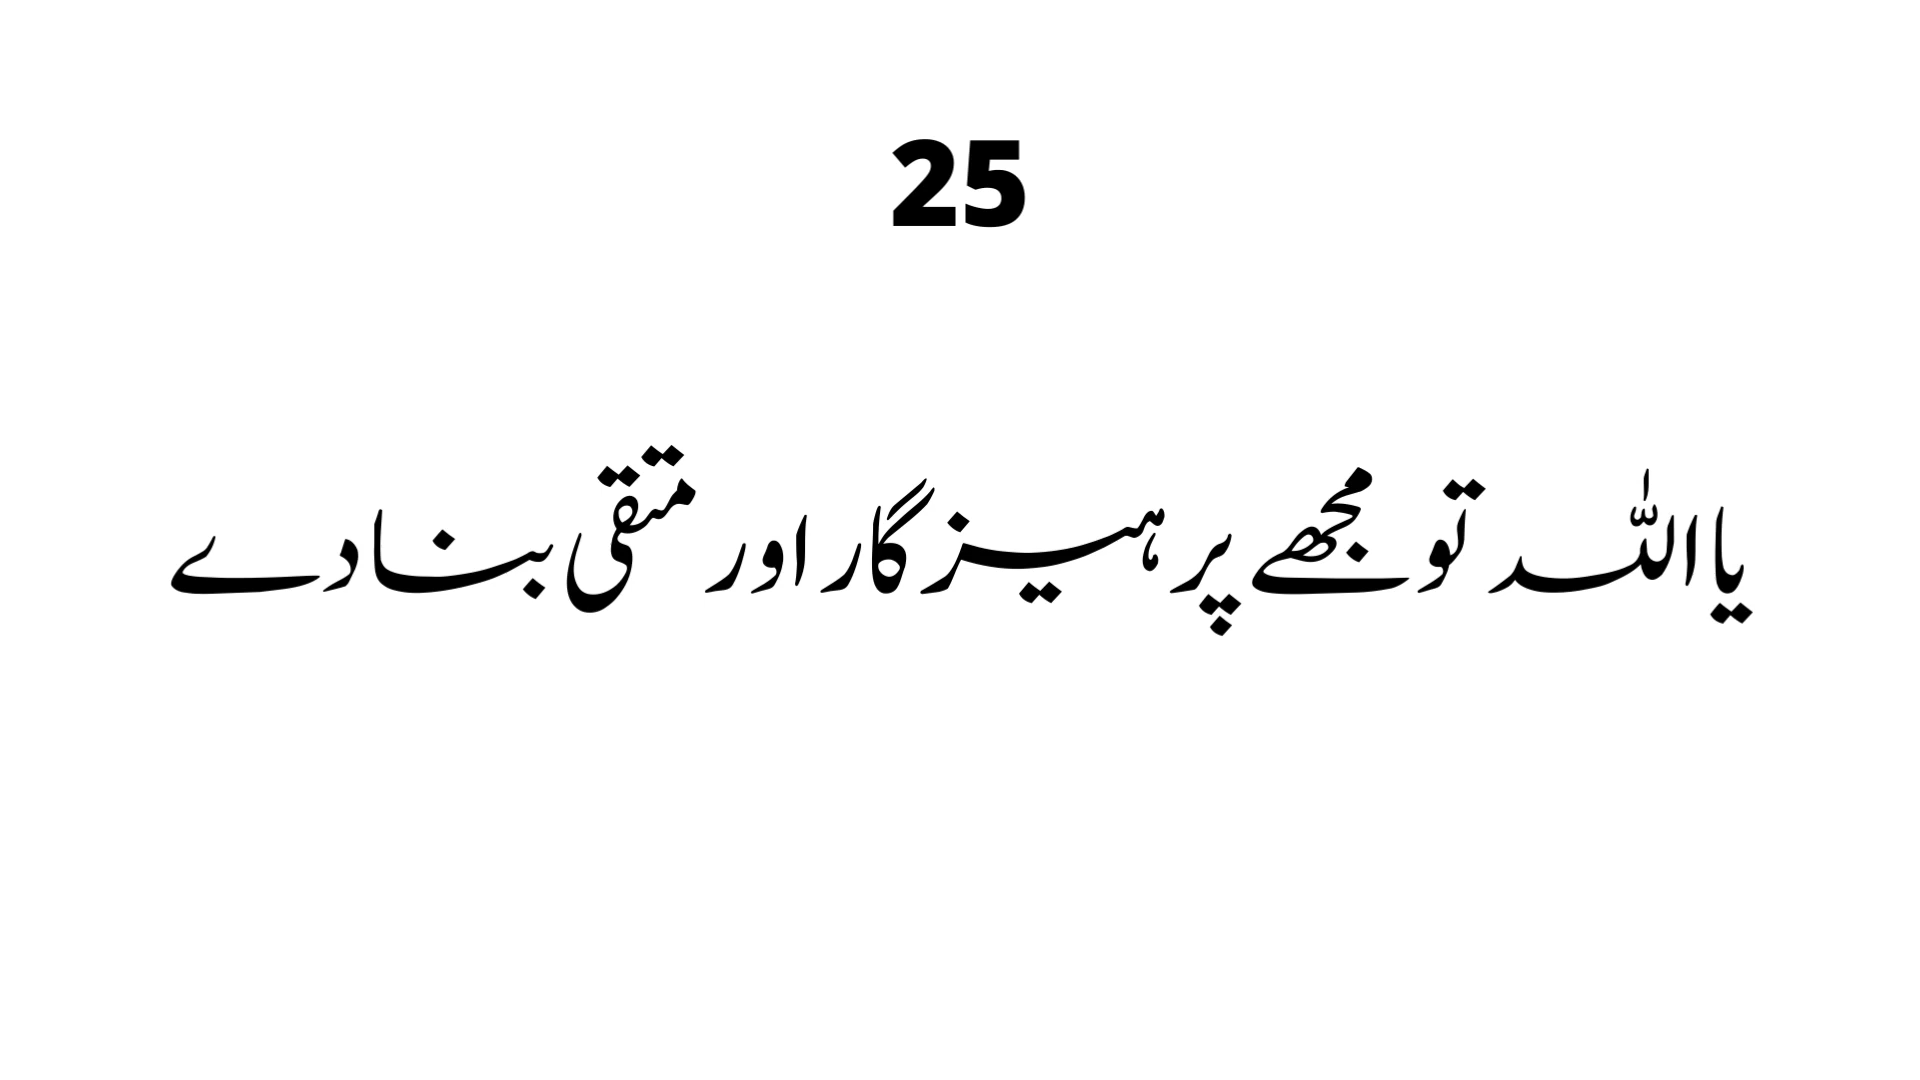 25
یا اللہ تو مجھے پرہیزگار اور متقی بنا دے